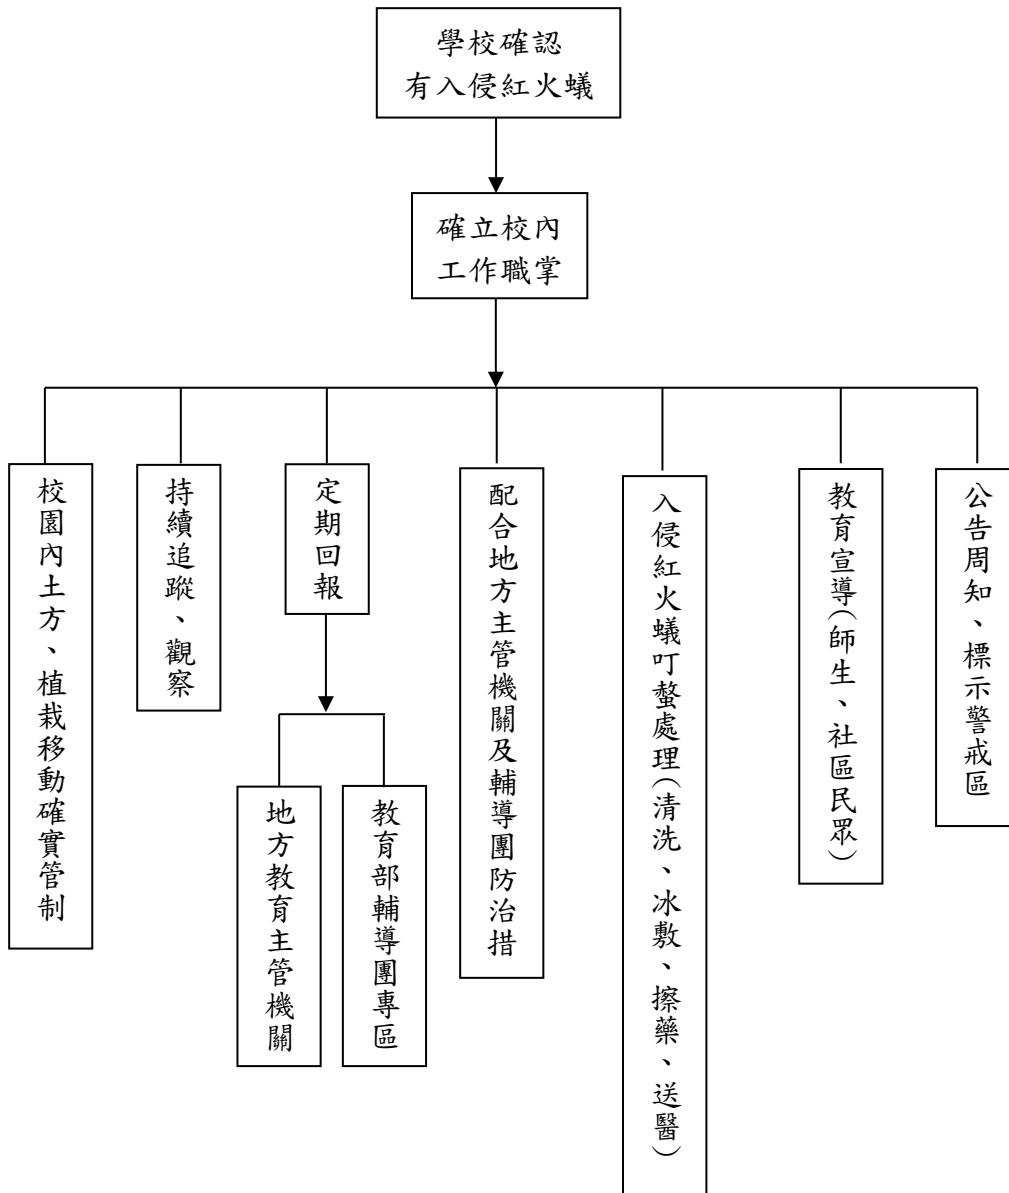 學校確認
有入侵紅火蟻
確立校內
工作職掌
校園內土方、植栽移動確實管制
持續追蹤、觀察
定期回報
配合地方主管機關及輔導團防治措
入侵紅火蟻叮螫處理(清洗、冰敷、擦藥、送醫)
教育宣導(師生、社區民眾)
公告周知、標示警戒區
地方教育主管機關
教育部輔導團專區